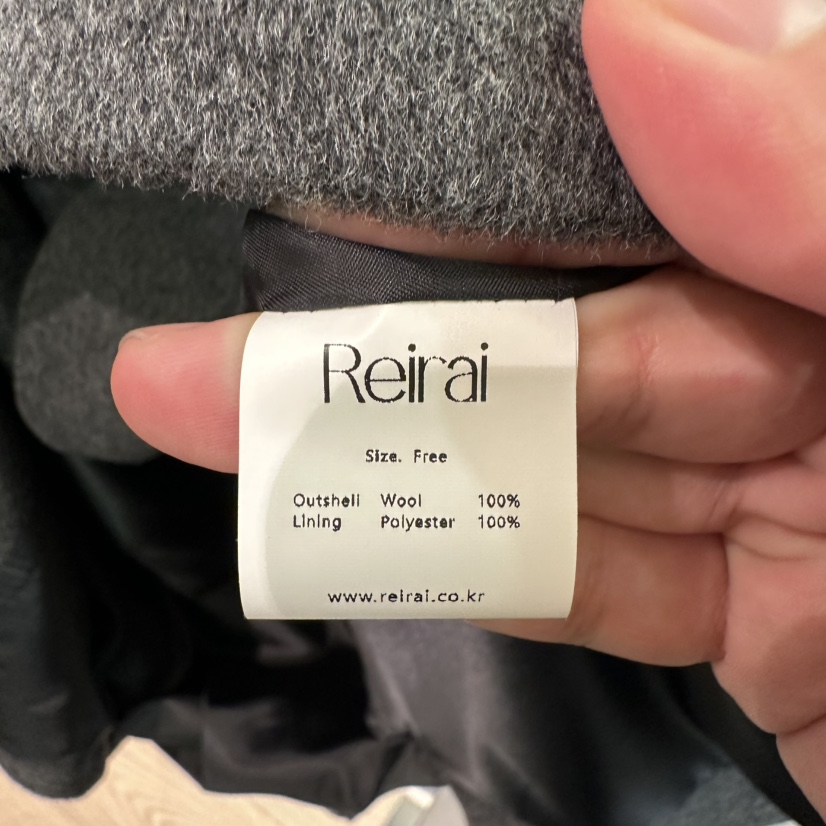 Reirai
Size. Free
Outshell Wool 100%
Lining Polyester 100%
www.reirai.co.kr